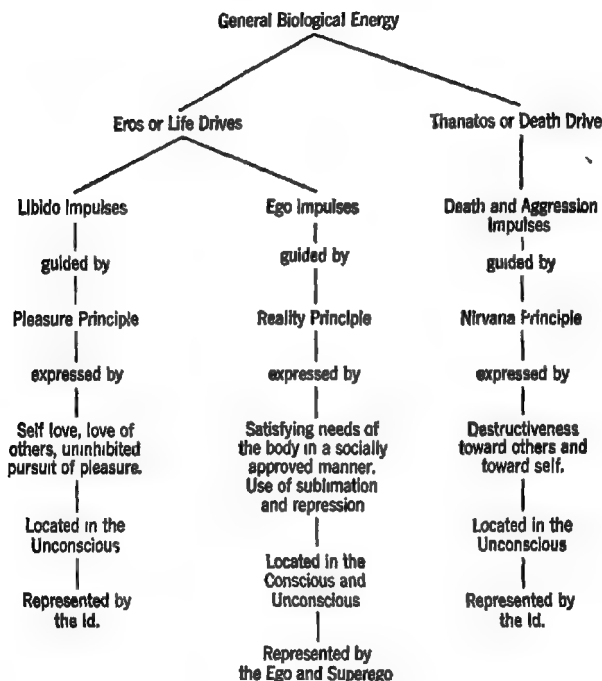 General Biological Energy
Eros or Life Drives
Thanatos or Death Drive
Libido Impulses
Ego Impulses
Death and Aggression
Impulses
guided by
guided by
guided by
Pleasure Principle
Reality Principle
Nirvana Principle
expressed by
expressed by
expressed by
Self love, love of
others, uninhibited
pursuit of pleasure.
Satisfying needs of
the body in a socially
approved manner.
Use of sublimation
and repression
Destructiveness
toward others and
toward self.
Located in the
Unconscious
Located in the
Conscious and
Unconscious
Located in the
Unconscious
Represented by
the Id.
Represented by
the Ego and Superego
Represented by
the Id.